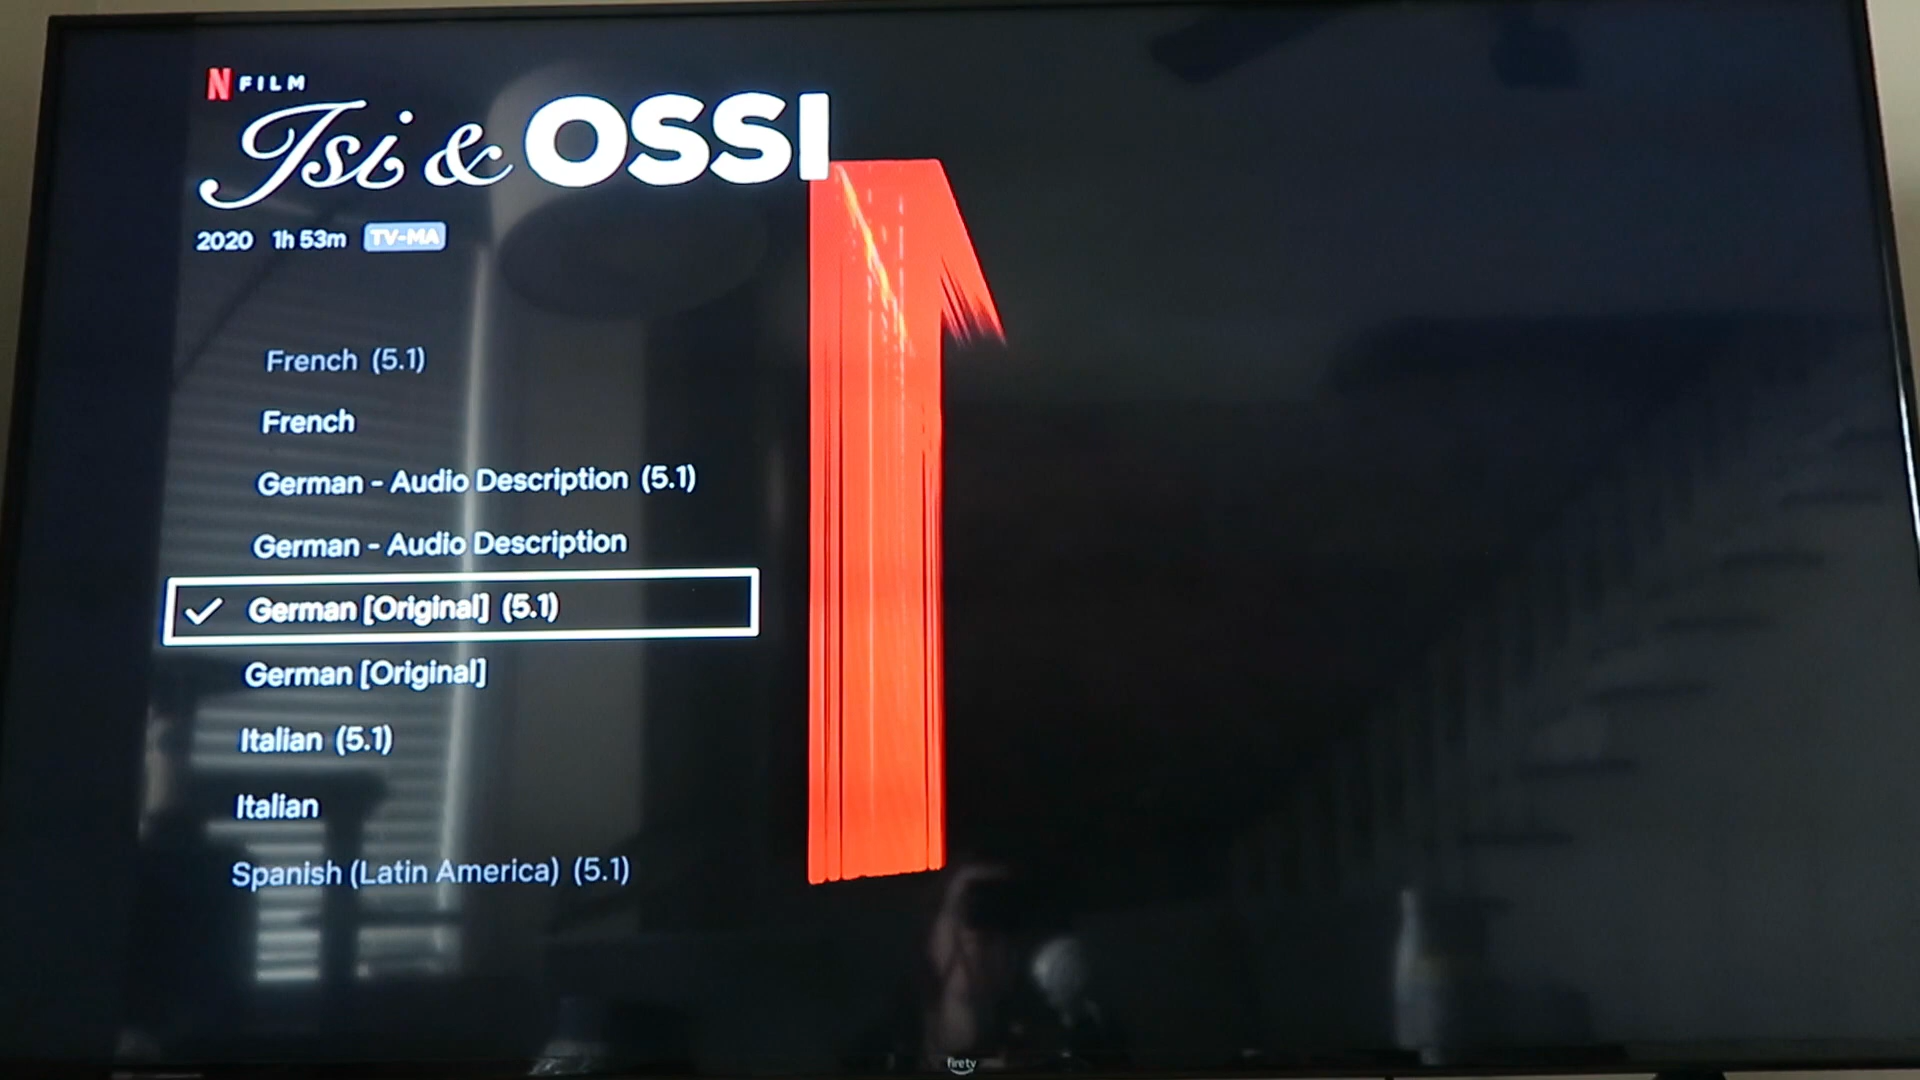 N FILM
Isi & OSSI
2020 1h 53m TV-MA
French (5.1)
French
German - Audio Description (5.1)
German - Audio Description
German [Original] (5.1)
German [Original]
Italian (5.1)
Italian
Spanish (Latin America) (5.1)
firetv